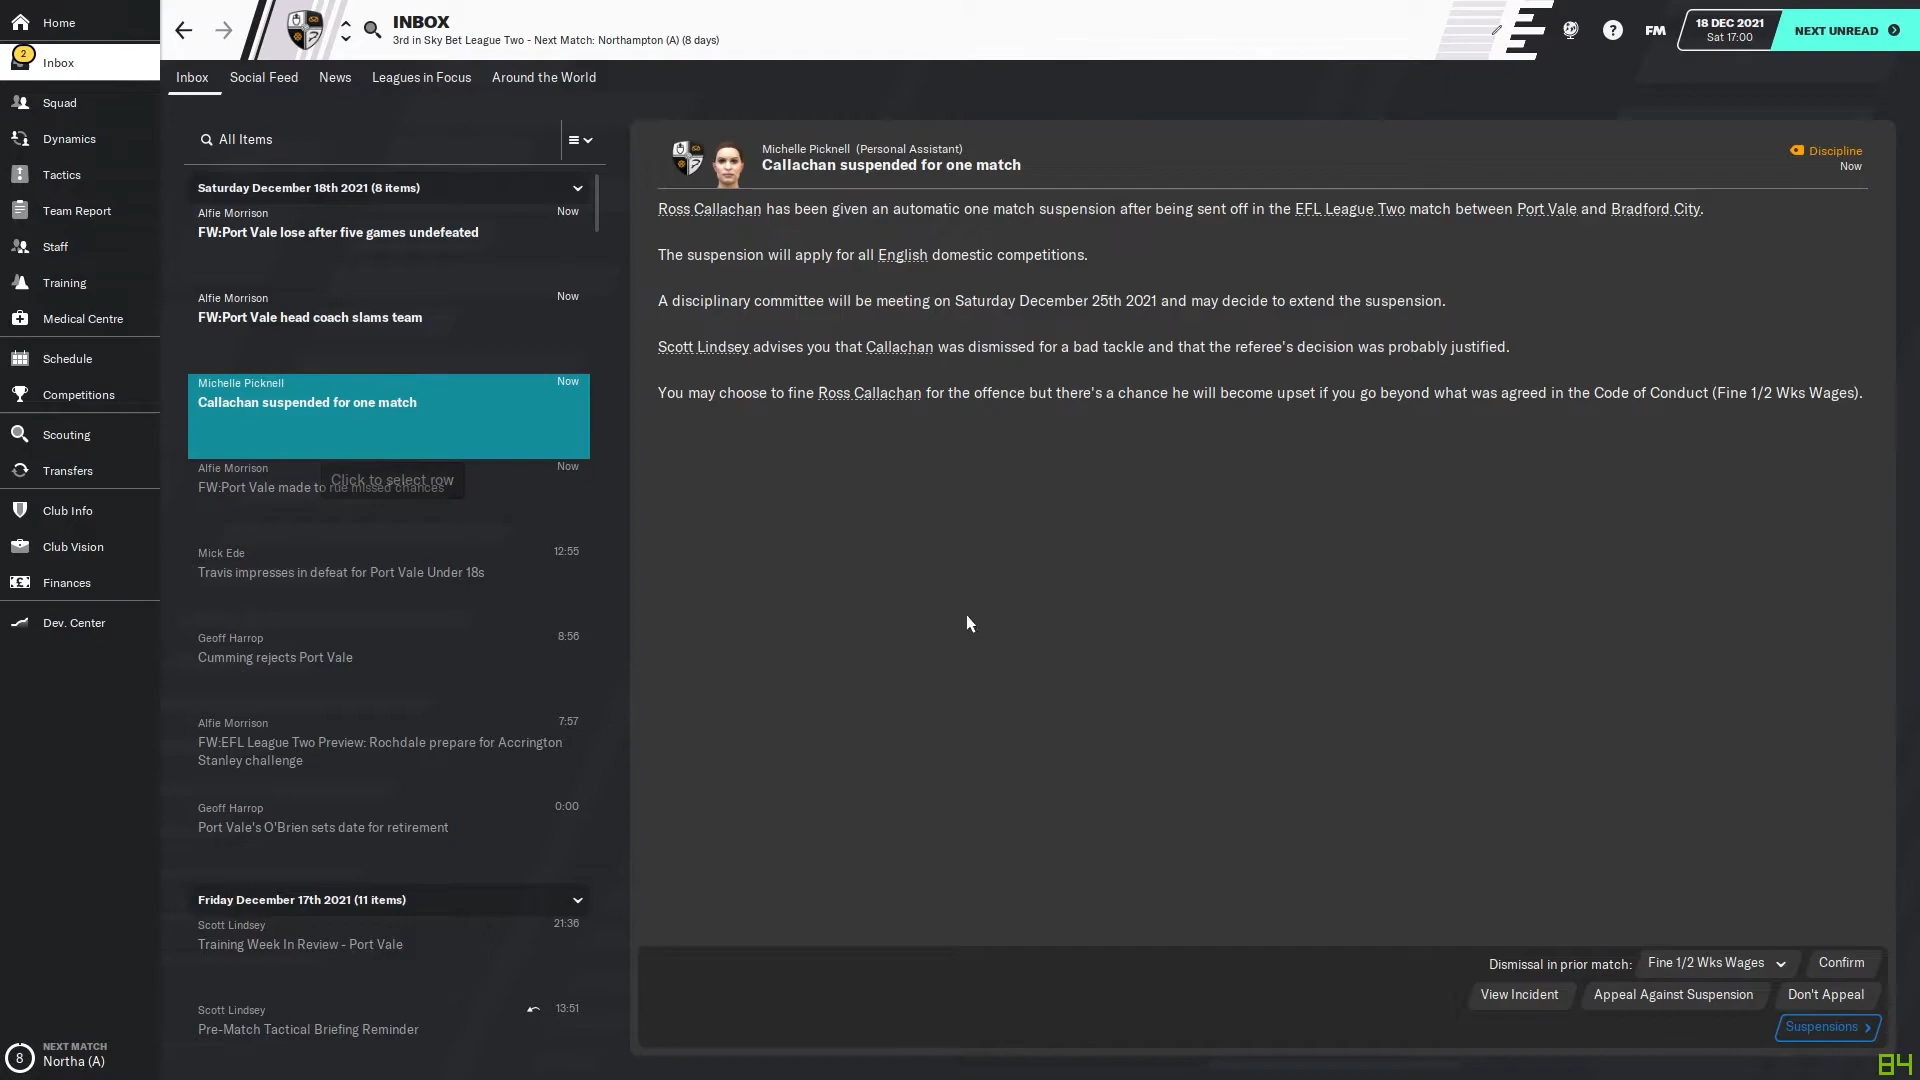 INBOX
3rd in Sky Bet League Two - Next Match: Northampton (A) (8 days)
FM
18 DEC 2021
Sat 17:00
NEXT UNREAD
Home
2
Inbox
Squad
Dynamics
Tactics
Team Report
Staff
Training
Medical Centre
Schedule
Competitions
Scouting
Transfers
Club Info
Club Vision
Finances
Dev. Center
8
NEXT MATCH
Northa (A)
Inbox
Social Feed
News
Leagues in Focus
Around the World
All Items
Saturday December 18th 2021 (8 items)
Alfie Morrison Now
FW:Port Vale lose after five games undefeated
Alfie Morrison Now
FW:Port Vale head coach slams team
Michelle Picknell Now
Callachan suspended for one match
Alfie Morrison Now
FW:Port Vale made to rue missed chances
Click to select row
Mick Ede 12:55
Travis impresses in defeat for Port Vale Under 18s
Geoff Harrop 8:56
Cumming rejects Port Vale
Alfie Morrison 7:57
FW:EFL League Two Preview: Rochdale prepare for Accrington
Stanley challenge
Geoff Harrop 0:00
Port Vale's O'Brien sets date for retirement
Friday December 17th 2021 (11 items)
Scott Lindsey 21:36
Training Week In Review - Port Vale
Scott Lindsey 13:51
Pre-Match Tactical Briefing Reminder
Michelle Picknell (Personal Assistant)
Callachan suspended for one match
Discipline
Now
Ross Callachan has been given an automatic one match suspension after being sent off in the EFL League Two match between Port Vale and Bradford City.
The suspension will apply for all English domestic competitions.
A disciplinary committee will be meeting on Saturday December 25th 2021 and may decide to extend the suspension.
Scott Lindsey advises you that Callachan was dismissed for a bad tackle and that the referee's decision was probably justified.
You may choose to fine Ross Callachan for the offence but there's a chance he will become upset if you go beyond what was agreed in the Code of Conduct (Fine 1/2 Wks Wages).
Dismissal in prior match: Fine 1/2 Wks Wages Confirm
View Incident Appeal Against Suspension Don't Appeal
Suspensions
84